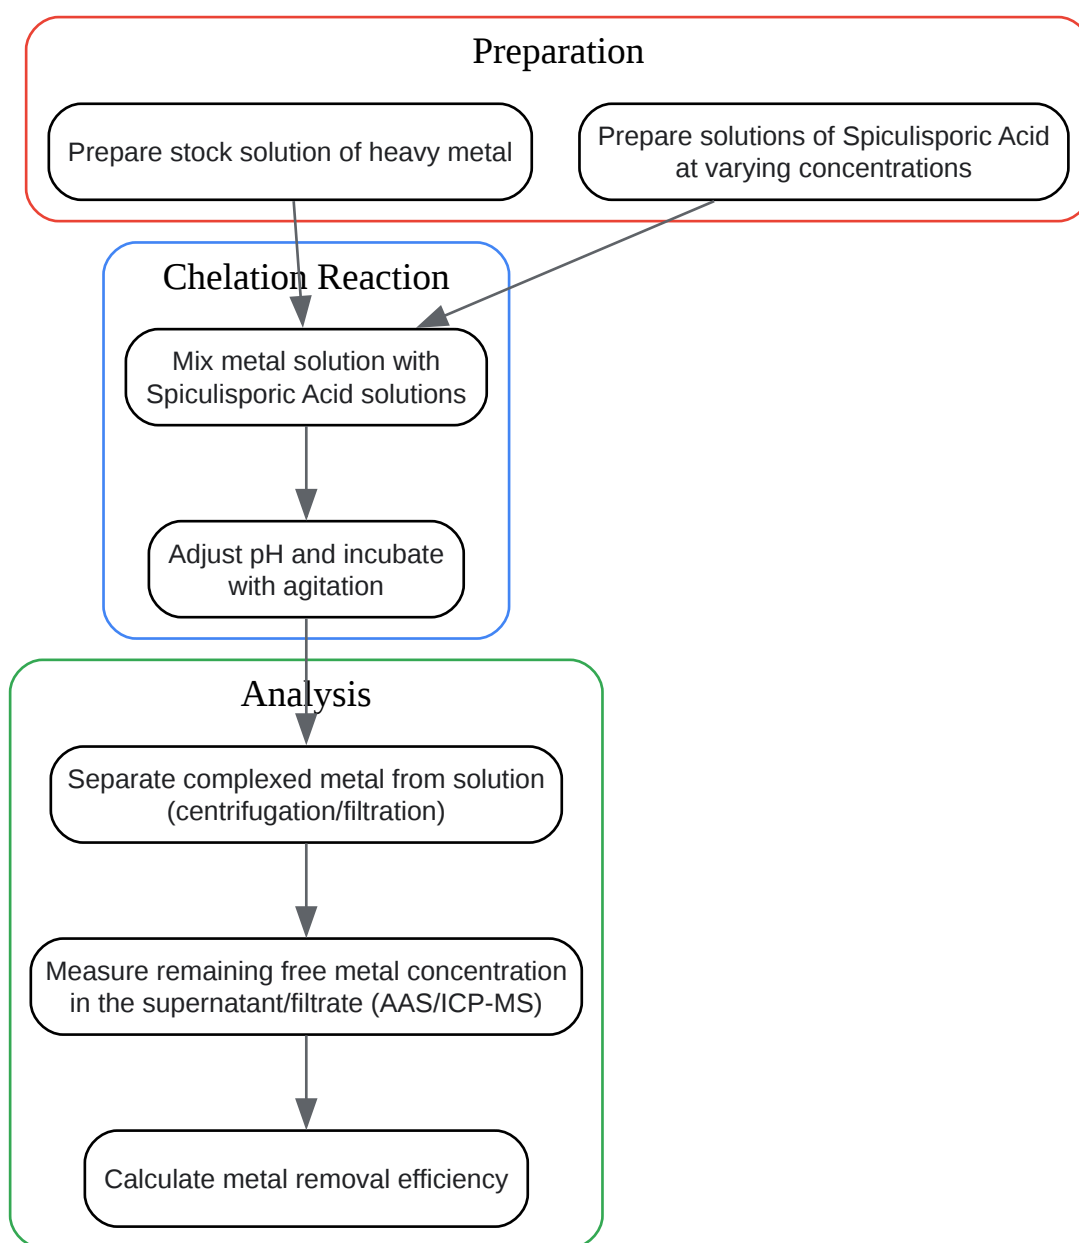 Preparation
Prepare stock solution of heavy metal
Prepare solutions of Spiculisporic Acid
at varying concentrations
Chelation Reaction
Mix metal solution with
Spiculisporic Acid solutions
Adjust pH and incubate
with agitation
Analysis
Separate complexed metal from solution
(centrifugation/filtration)
Measure remaining free metal concentration
in the supernatant/filtrate (AAS/ICP-MS)
Calculate metal removal efficiency